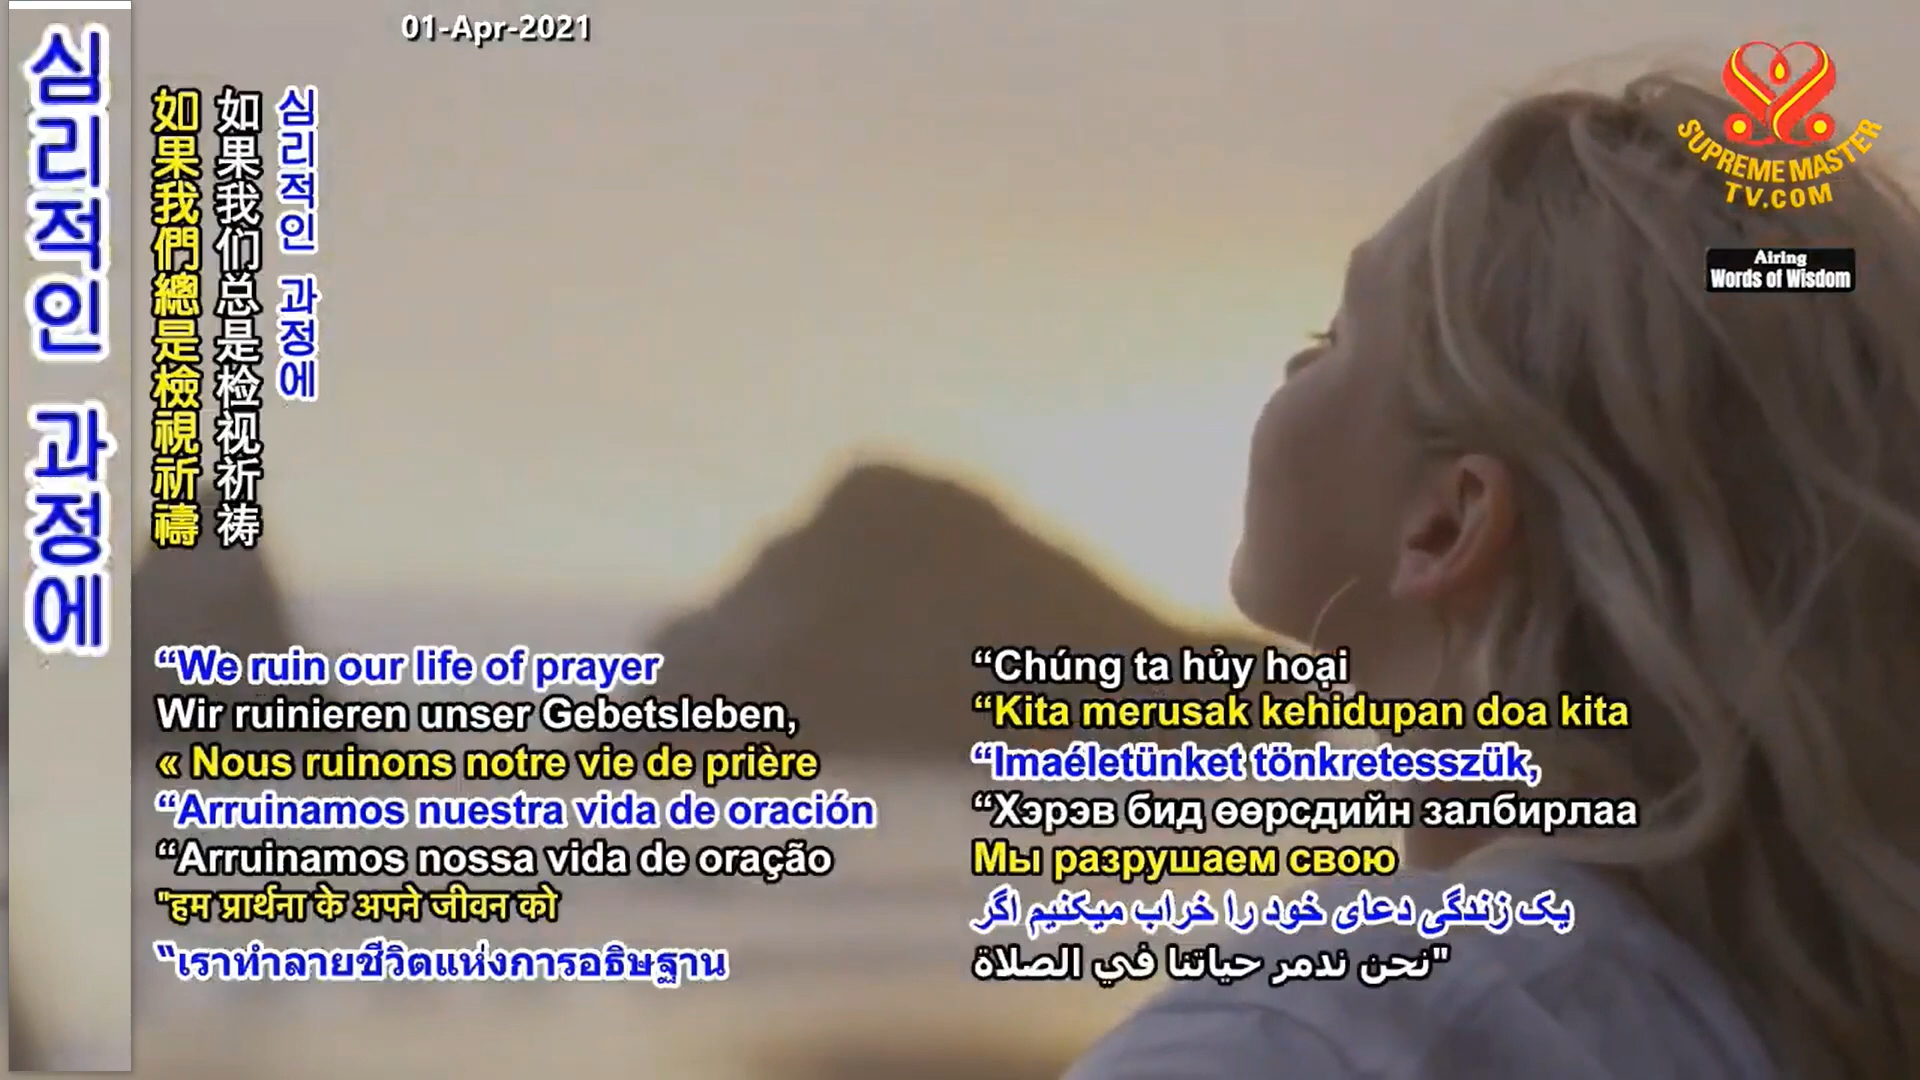 심리적인 과정에
01-Apr-2021
심리적인 과정에
如果我们总是检视祈祷
如果我們總是檢視祈禱
SUPREME MASTER
TV.COM
Airing
Words of Wisdom
“We ruin our life of prayer
Wir ruinieren unser Gebetsleben,
« Nous ruinons notre vie de prière
“Arruinamos nuestra vida de oración
“Arruinamos nossa vida de oração
"हम प्रार्थना के अपने जीवन को
“เราทำลายชีวิตแห่งการอธิษฐาน
“Chúng ta hủy hoại
“Kita merusak kehidupan doa kita
“Imaéletünket tönkretesszük,
“Хэрэв бид өөрсдийн залбирлаа
Мы разрушаем свою
یک زندگی دعای خود را خراب میکنیم اگر
"نحن ندمر حياتنا في الصلاة